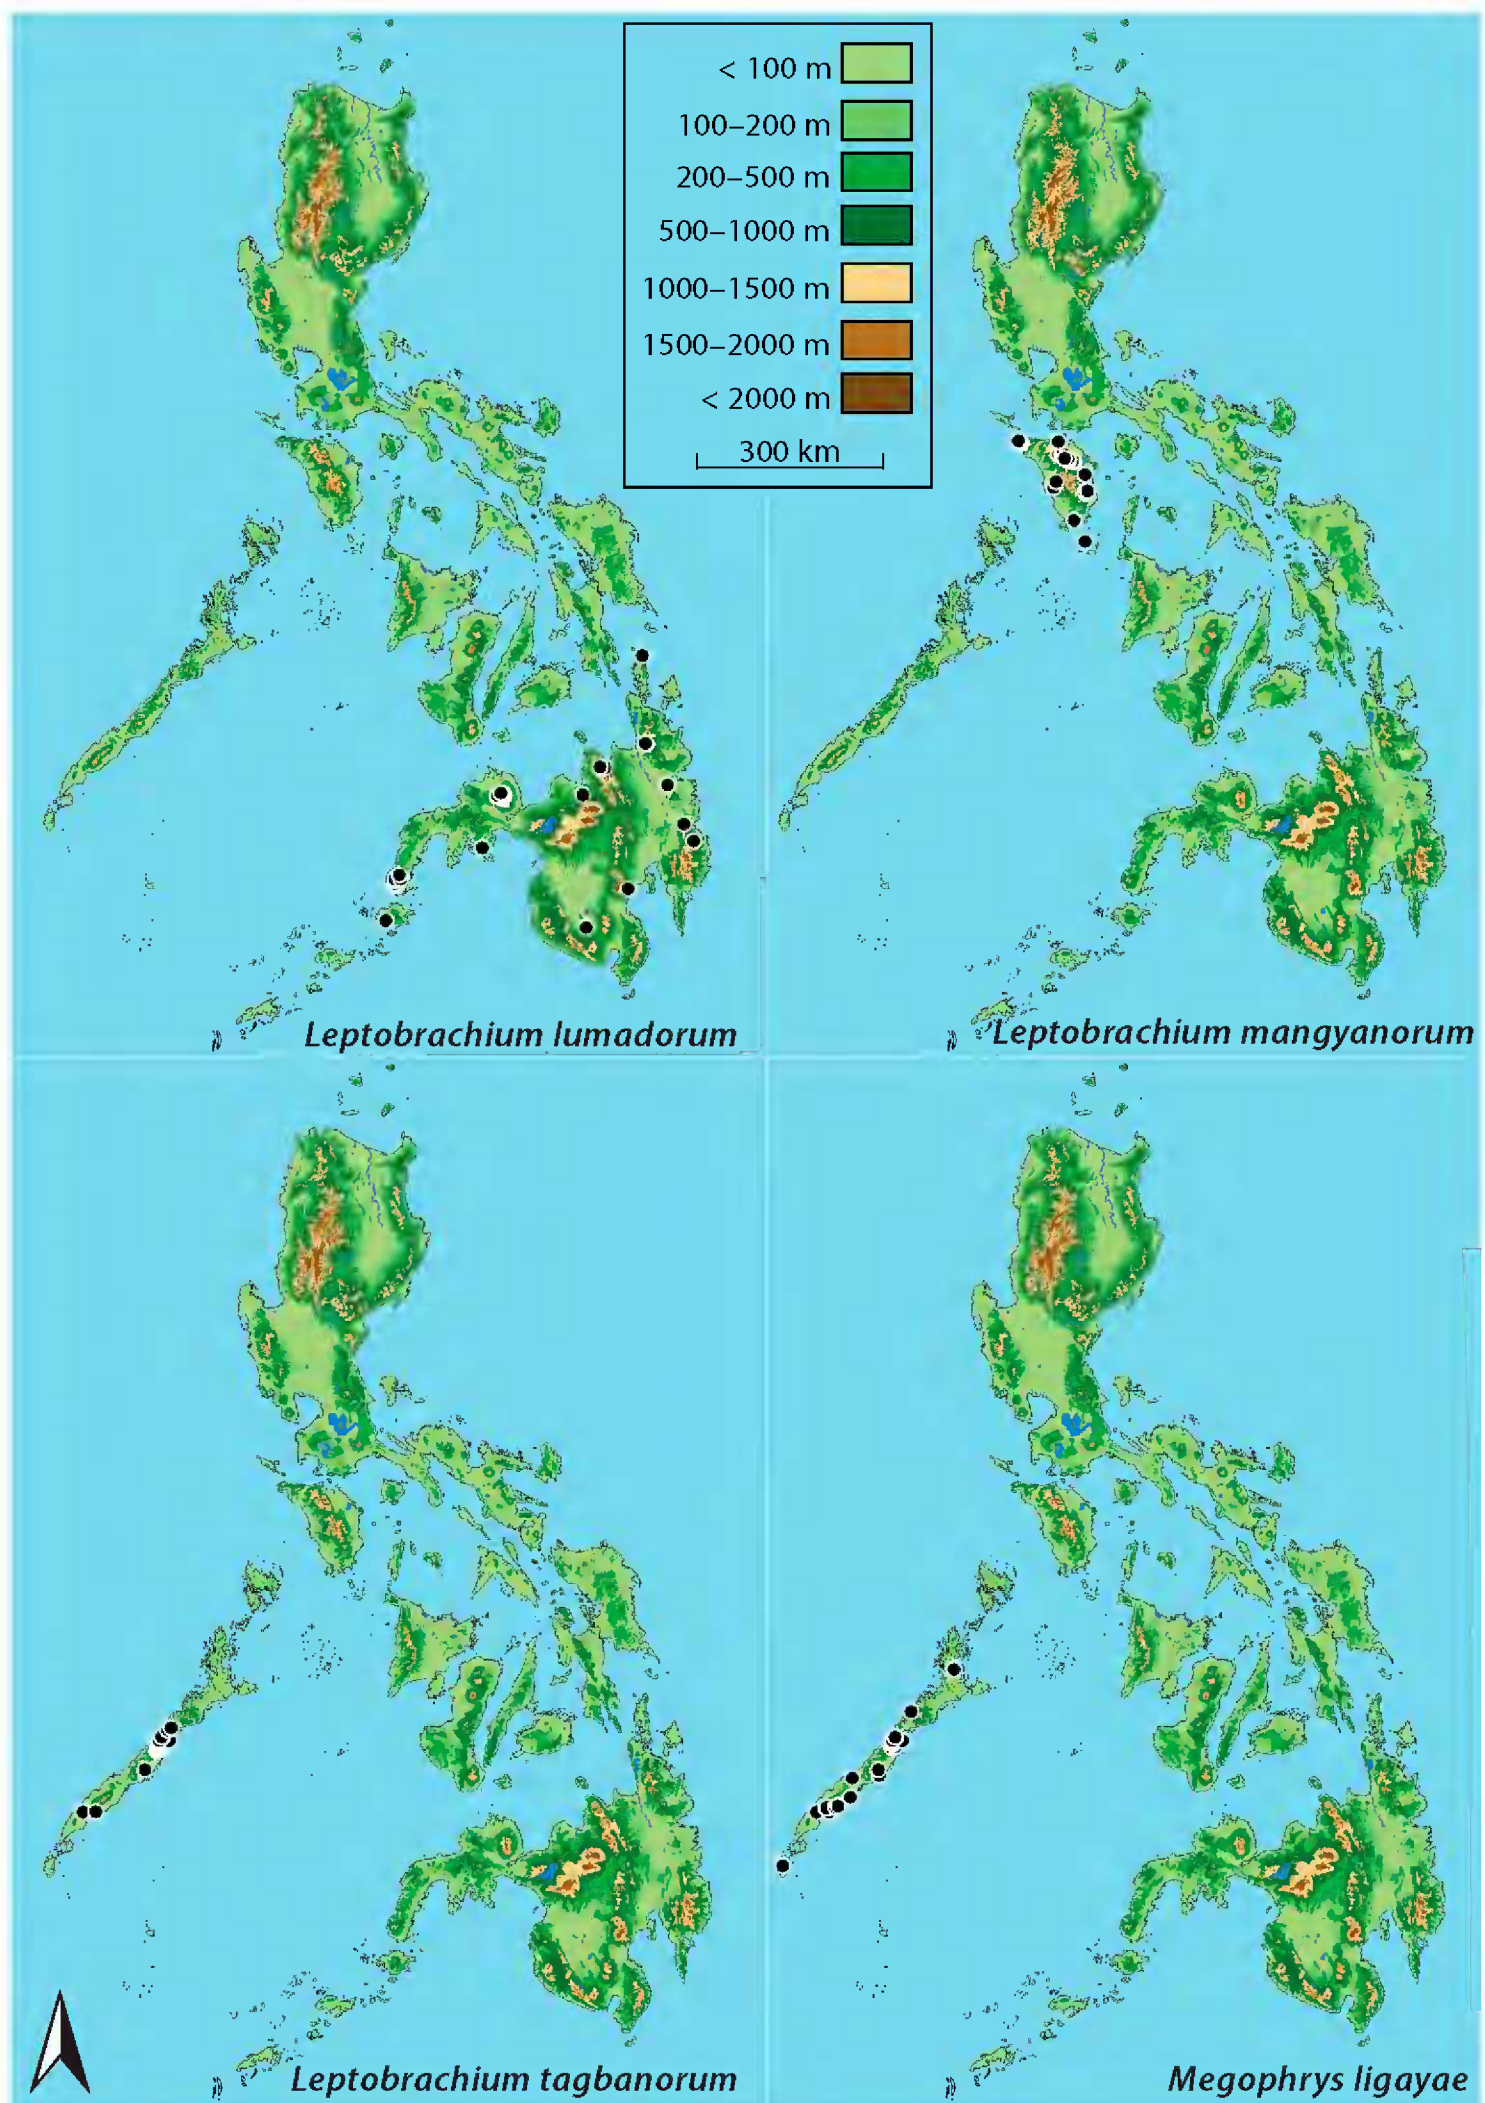 < 100 m
100–200 m
200–500 m
500–1000 m
1000–1500 m
1500–2000 m
< 2000 m
300 km
Leptobrachium lumadorum
Leptobrachium mangyanorum
Leptobrachium tagbanorum
Megophrys ligayae